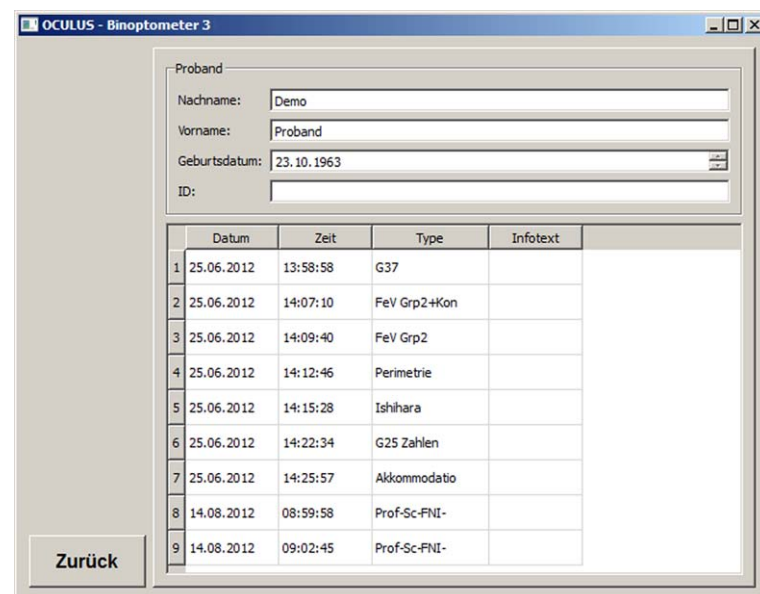 OCULUS - Binoptometer 3
Proband
Nachname: Demo
Vorname: Proband
Geburtsdatum: 23.10.1963
ID:
Datum Zeit Type Infotext
1 25.06.2012 13:58:58 G37
2 25.06.2012 14:07:10 FeV Grp2+Kon
3 25.06.2012 14:09:40 FeV Grp2
4 25.06.2012 14:12:46 Perimetrie
5 25.06.2012 14:15:28 Ishihara
6 25.06.2012 14:22:34 G25 Zahlen
7 25.06.2012 14:25:57 Akkommodatio
8 14.08.2012 08:59:58 Prof-Sc-FNI-
9 14.08.2012 09:02:45 Prof-Sc-FNI-
Zurück